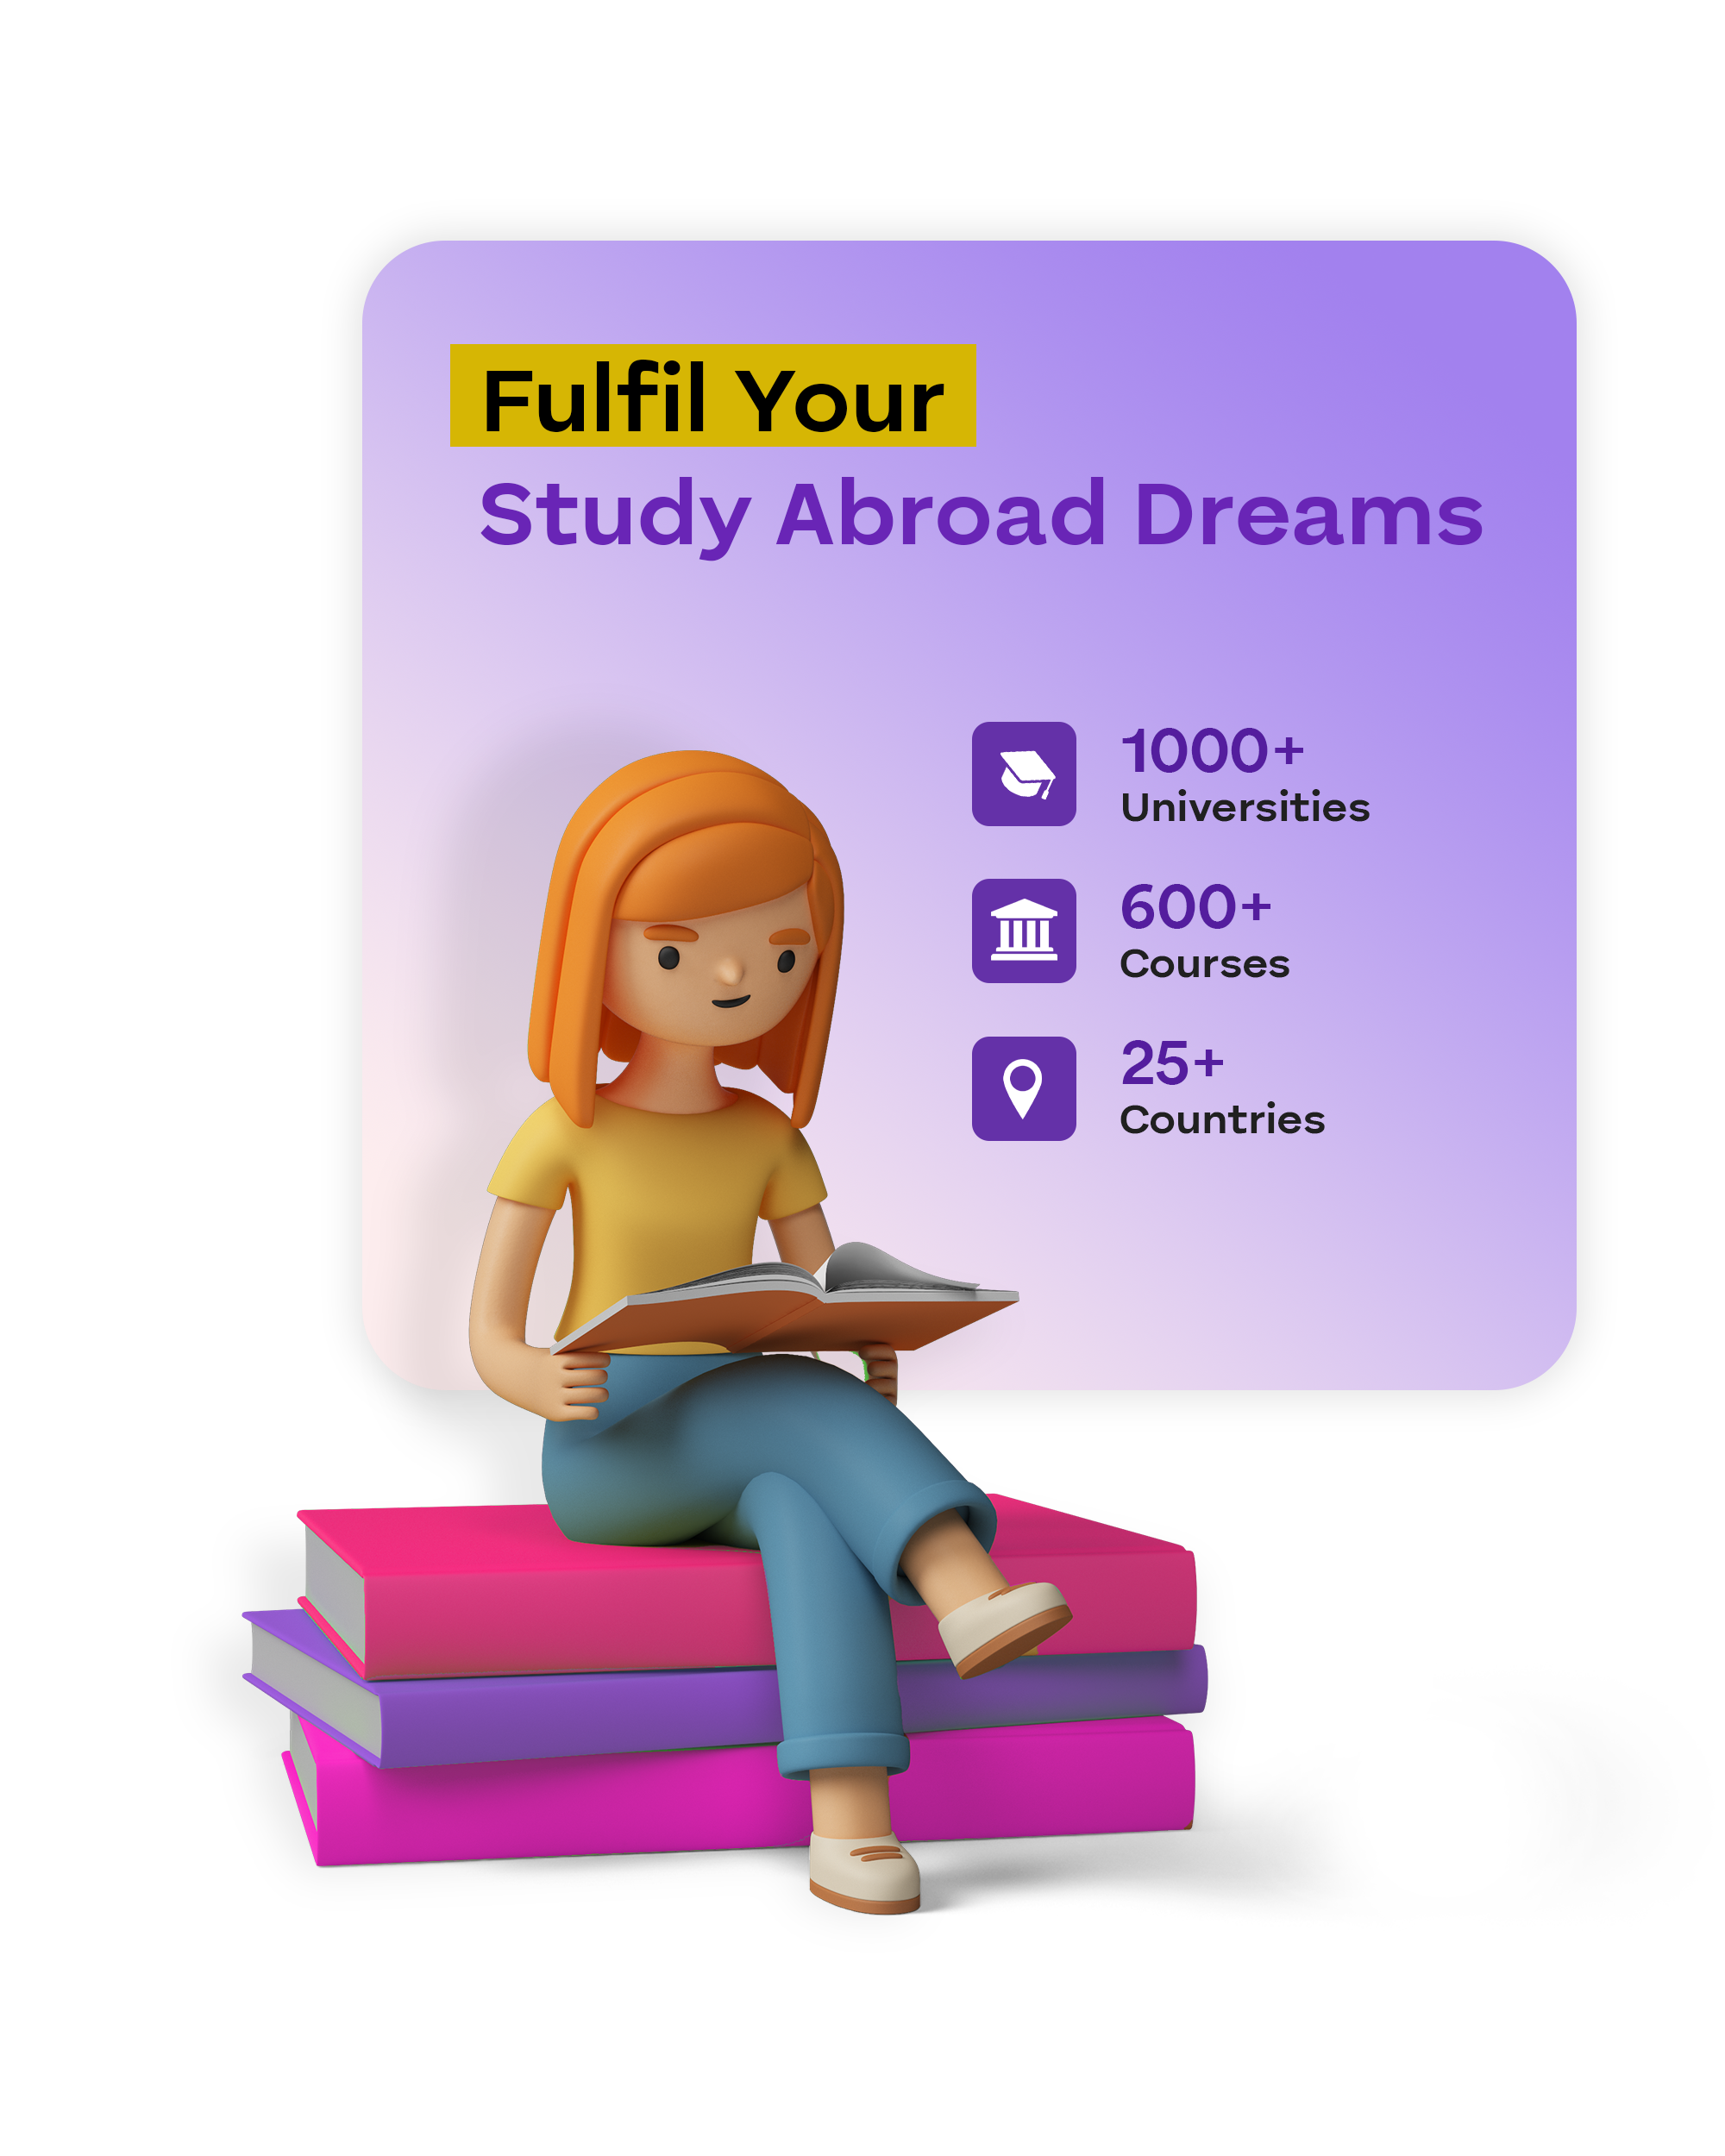 Fulfil Your
Study Abroad Dreams
1000+
Universities
600+
Courses
25+
Countries